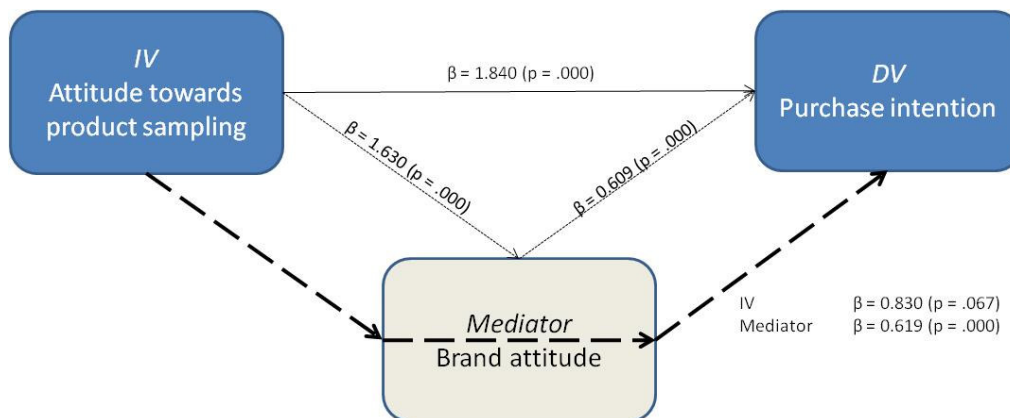 IV
Attitude towards
product sampling
β = 1.840 (p = .000)
DV
Purchase intention
β = 1.630 (p = .000)
β = 0.609 (p = .000)
Mediator
Brand attitude
IV β = 0.830 (p = .067)
Mediator β = 0.619 (p = .000)